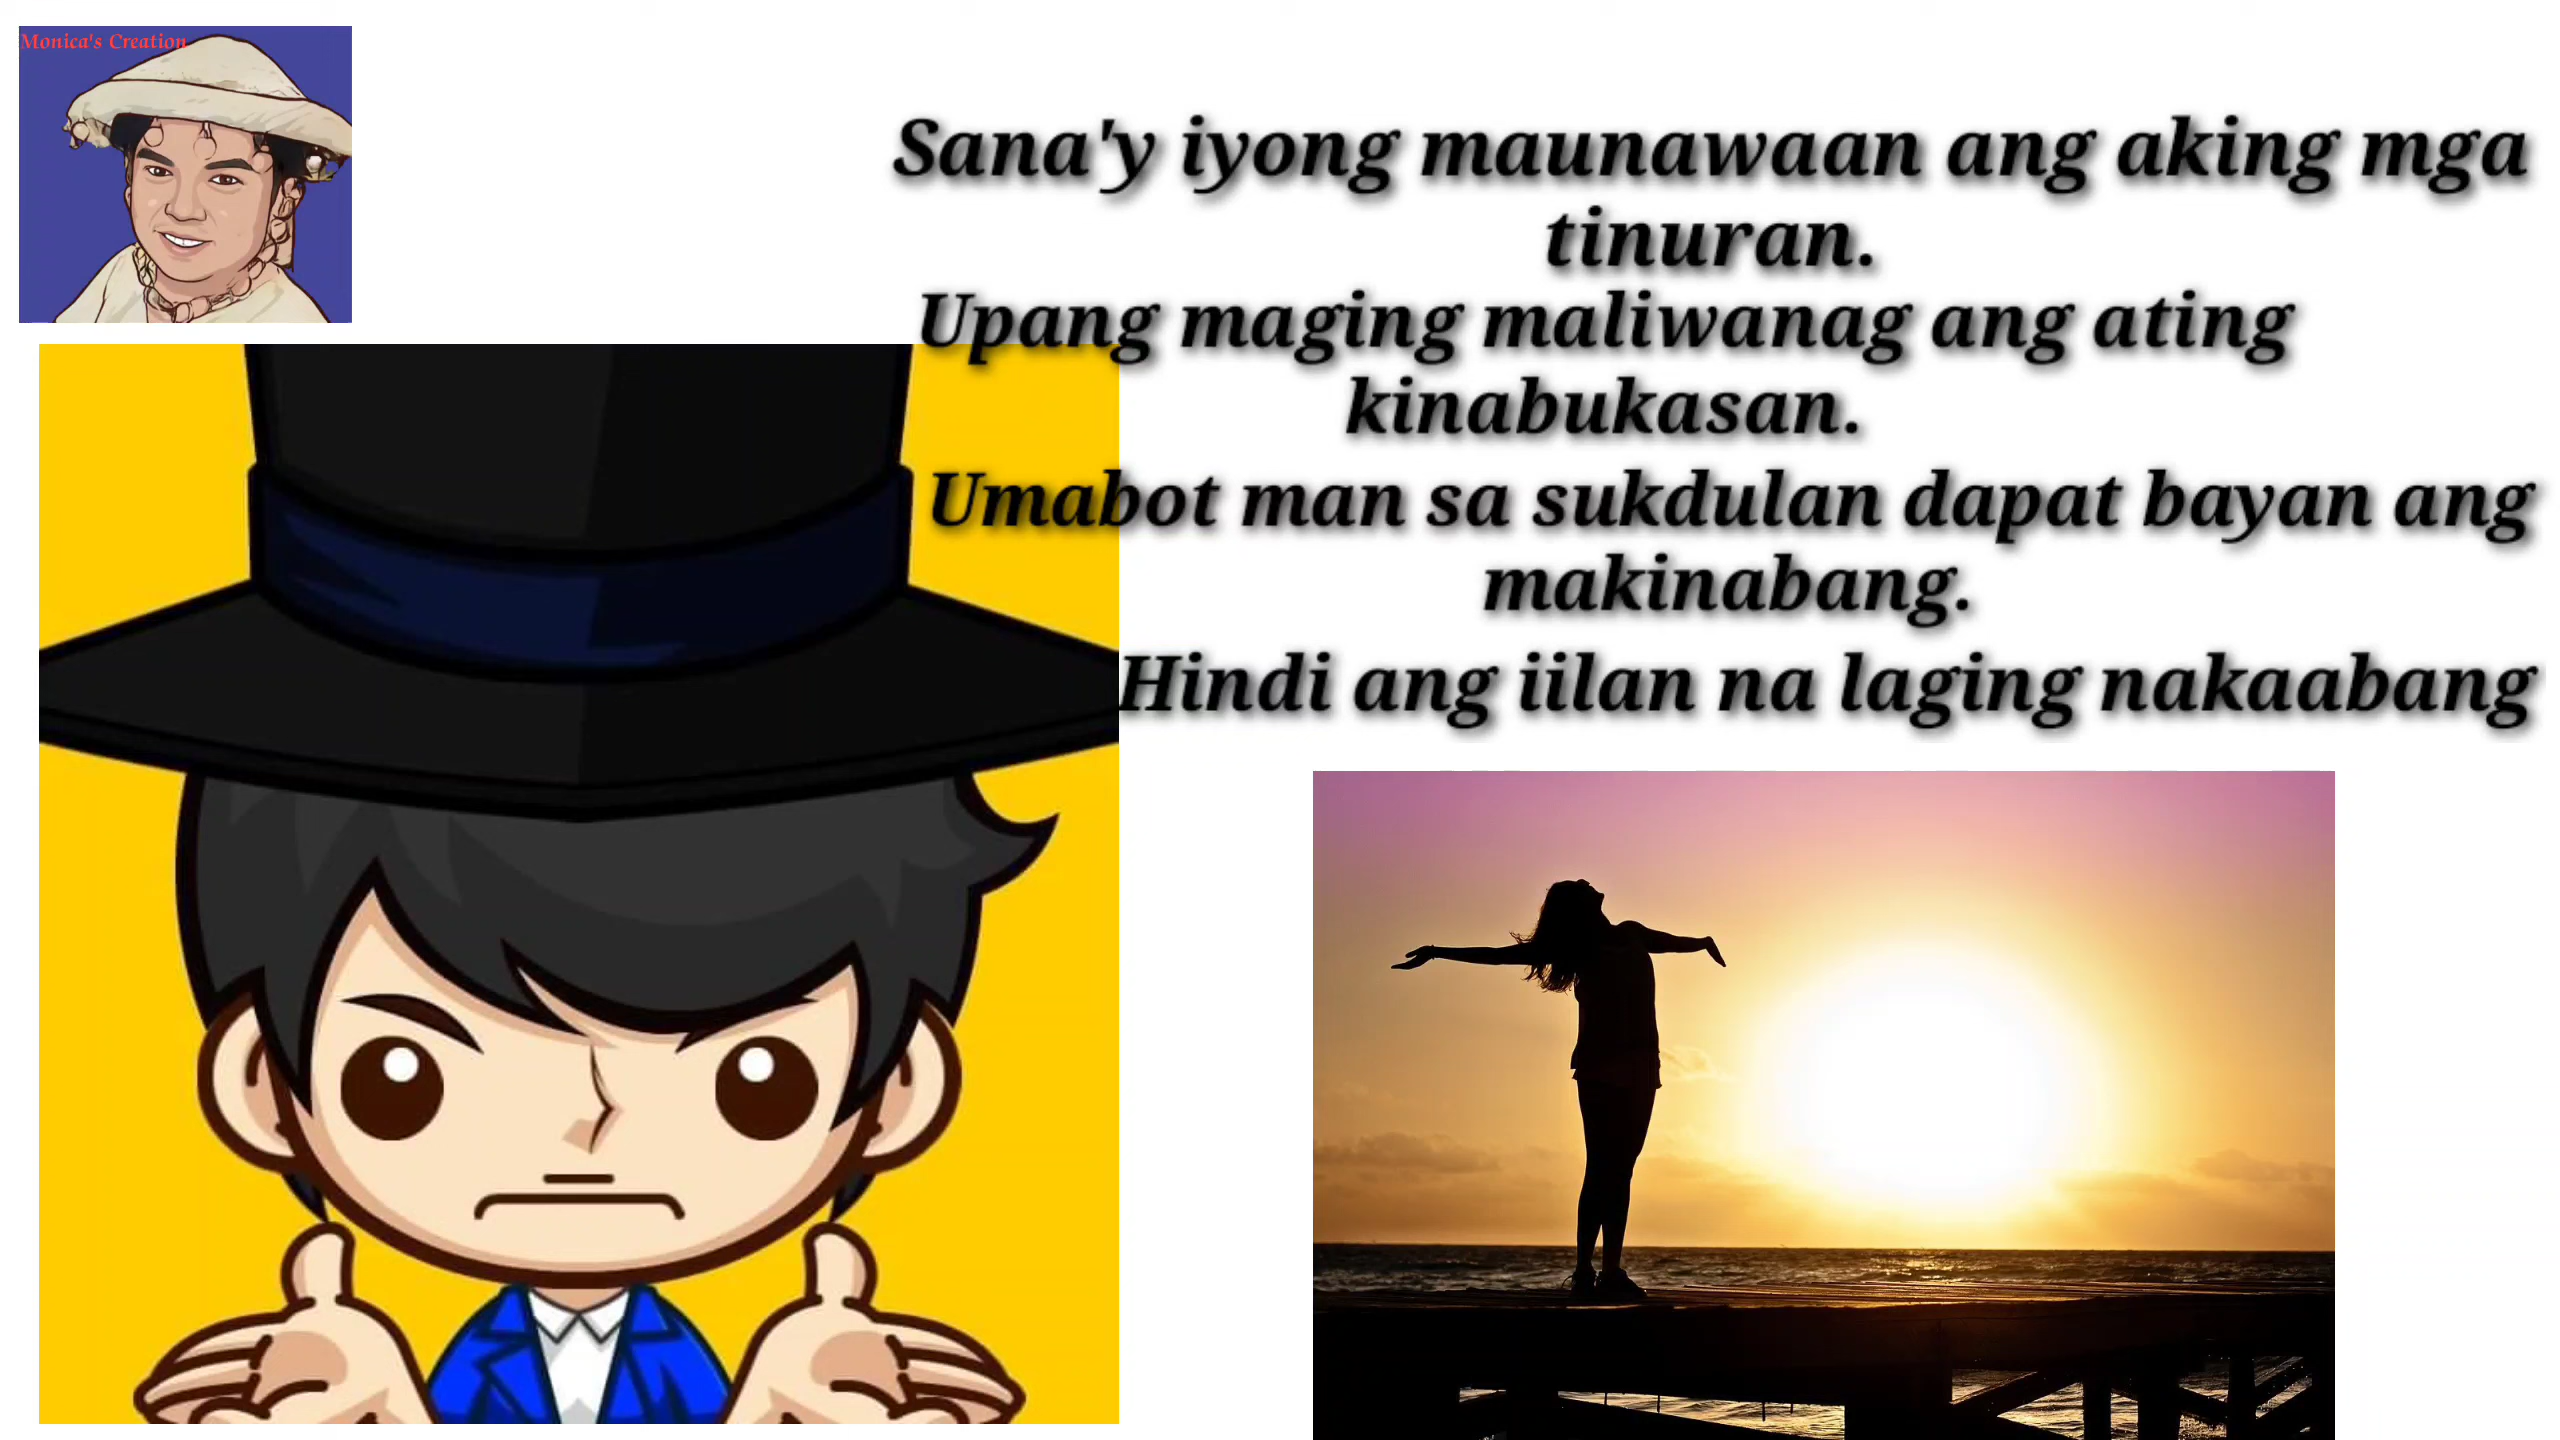 Monica's Creation
Sana'y iyong maunawaan ang aking mga
tinuran.
Upang maging maliwanag ang ating
kinabukasan.
Umabot man sa sukdulan dapat bayan ang
makinabang.
Hindi ang iilan na laging nakaabang